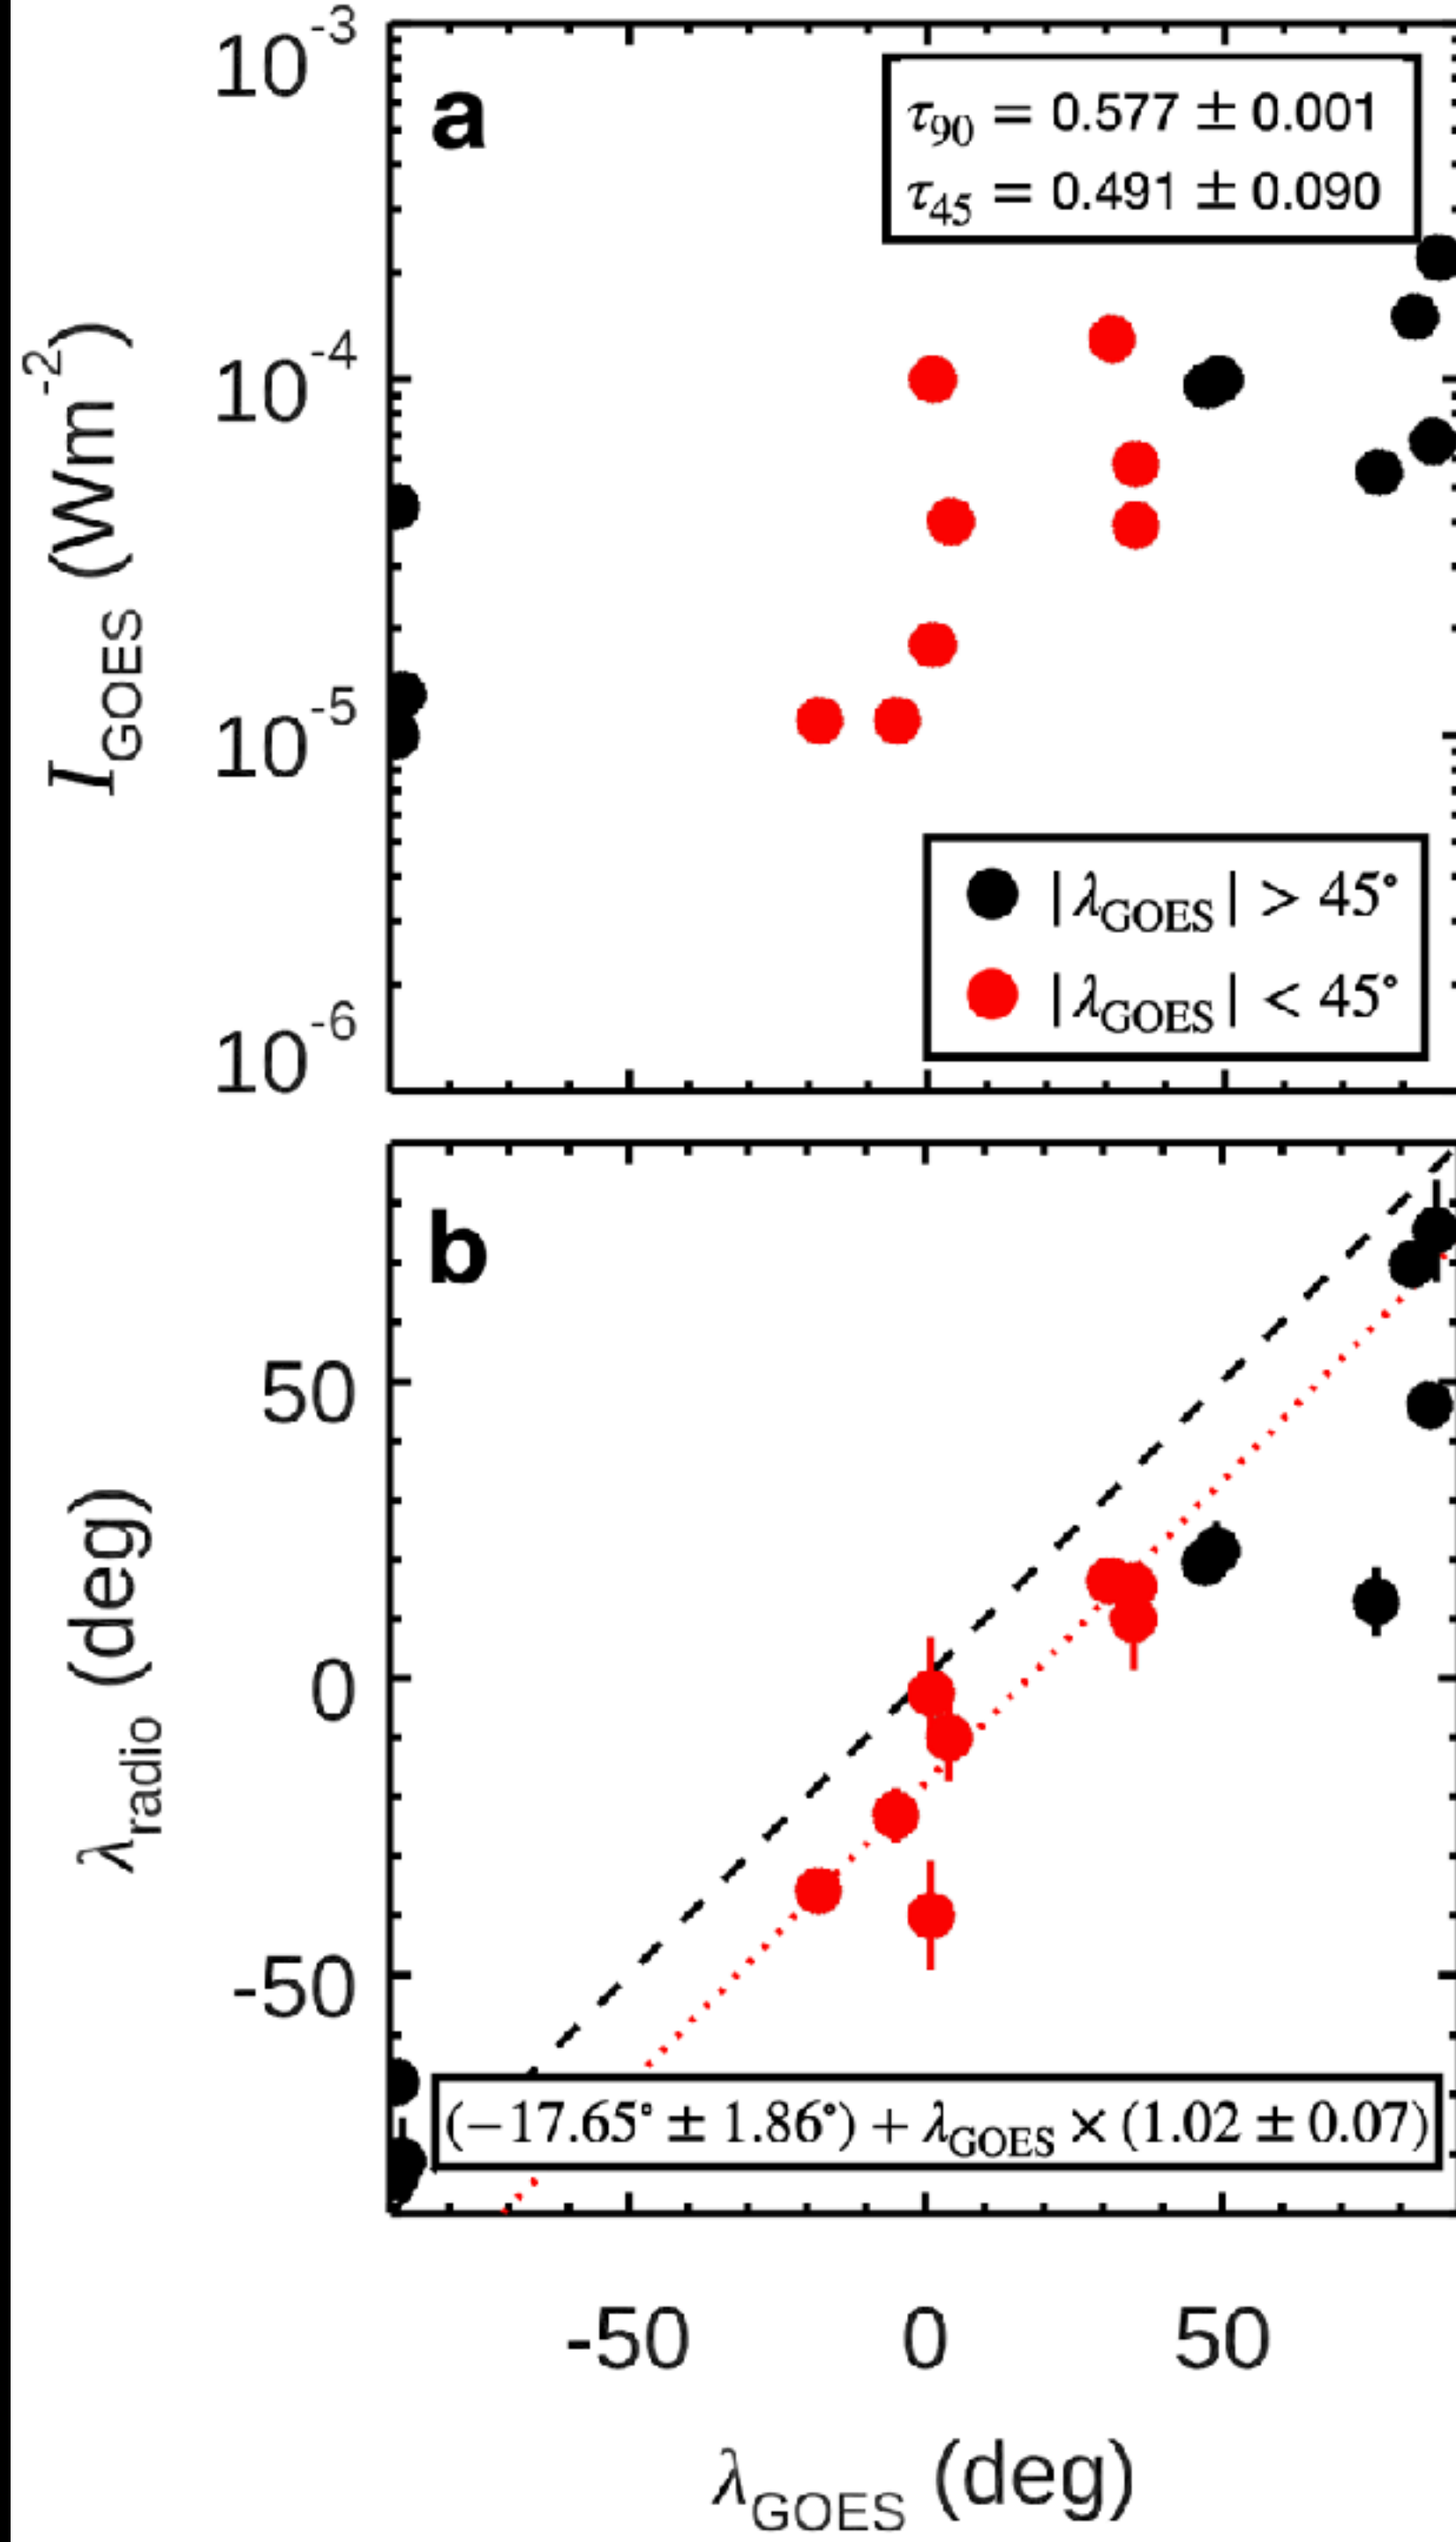 10^-3
a
τ90 = 0.577 ± 0.001
τ45 = 0.491 ± 0.090
10^-4
I_GOES (Wm^-2)
10^-5
|λ_GOES| > 45°
|λ_GOES| < 45°
10^-6
b
50
λ_radio (deg)
0
-50
(−17.65° ± 1.86°) + λ_GOES × (1.02 ± 0.07)
-50 0 50
λ_GOES (deg)